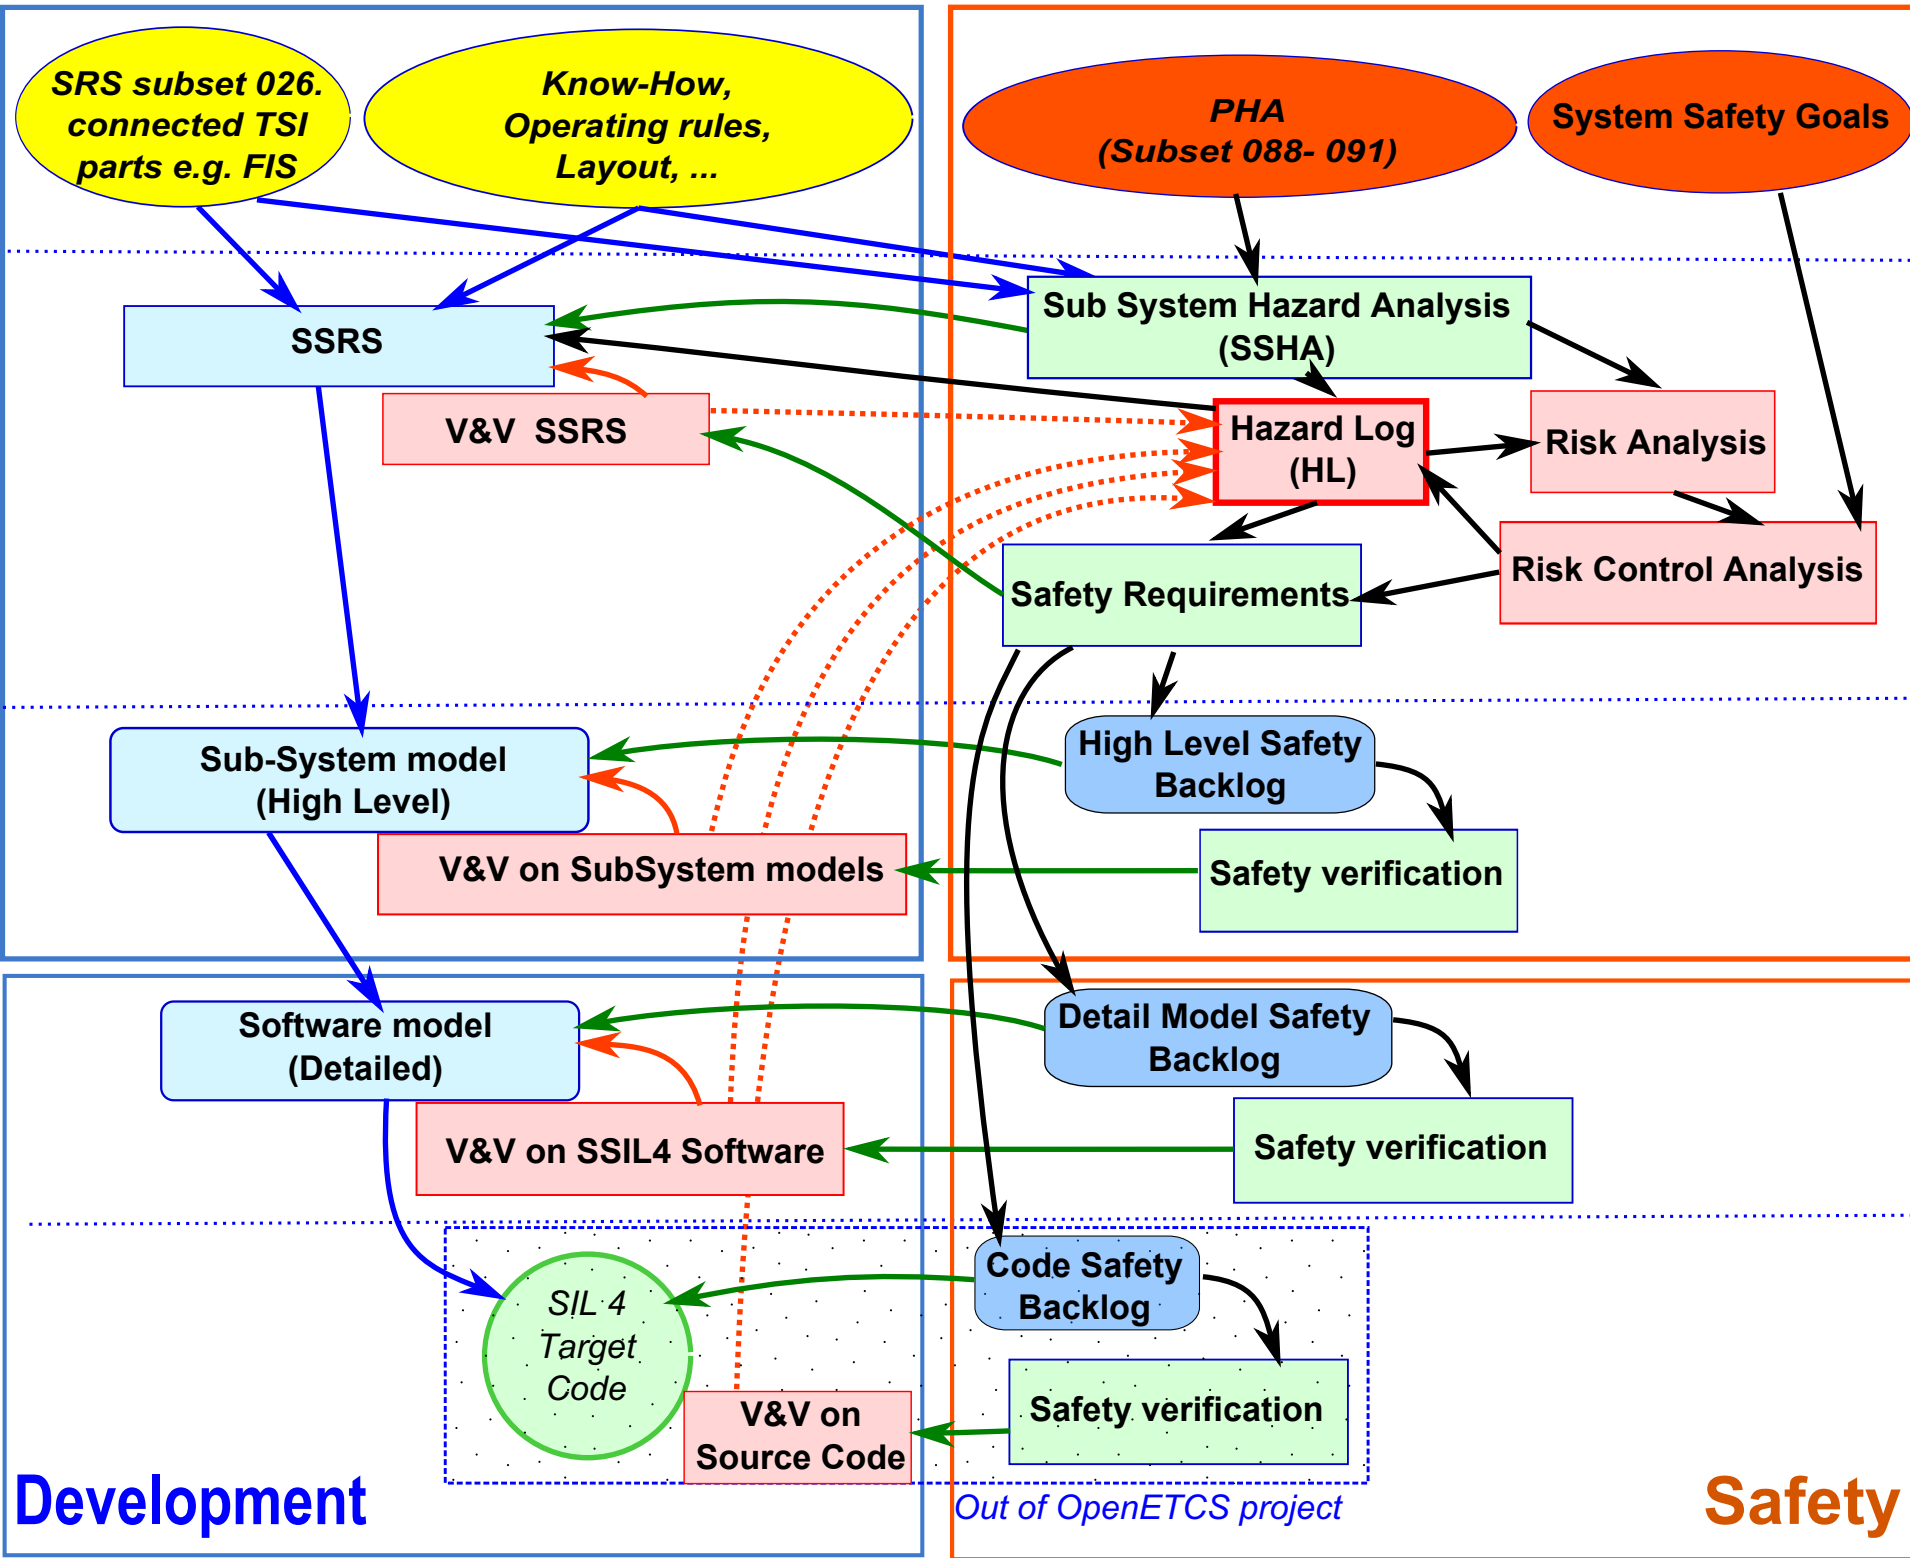 SRS subset 026.
connected TSI
parts e.g. FIS
Know-How,
Operating rules,
Layout, ...
PHA
(Subset 088- 091)
System Safety Goals
SSRS
Sub System Hazard Analysis
(SSHA)
V&V SSRS
Hazard Log
(HL)
Risk Analysis
Risk Control Analysis
Safety Requirements
Sub-System model
(High Level)
High Level Safety
Backlog
V&V on SubSystem models
Safety verification
Software model
(Detailed)
Detail Model Safety
Backlog
V&V on SSIL4 Software
Safety verification
SIL 4
Target
Code
Code Safety
Backlog
V&V on
Source Code
Safety verification
Development
Out of OpenETCS project
Safety